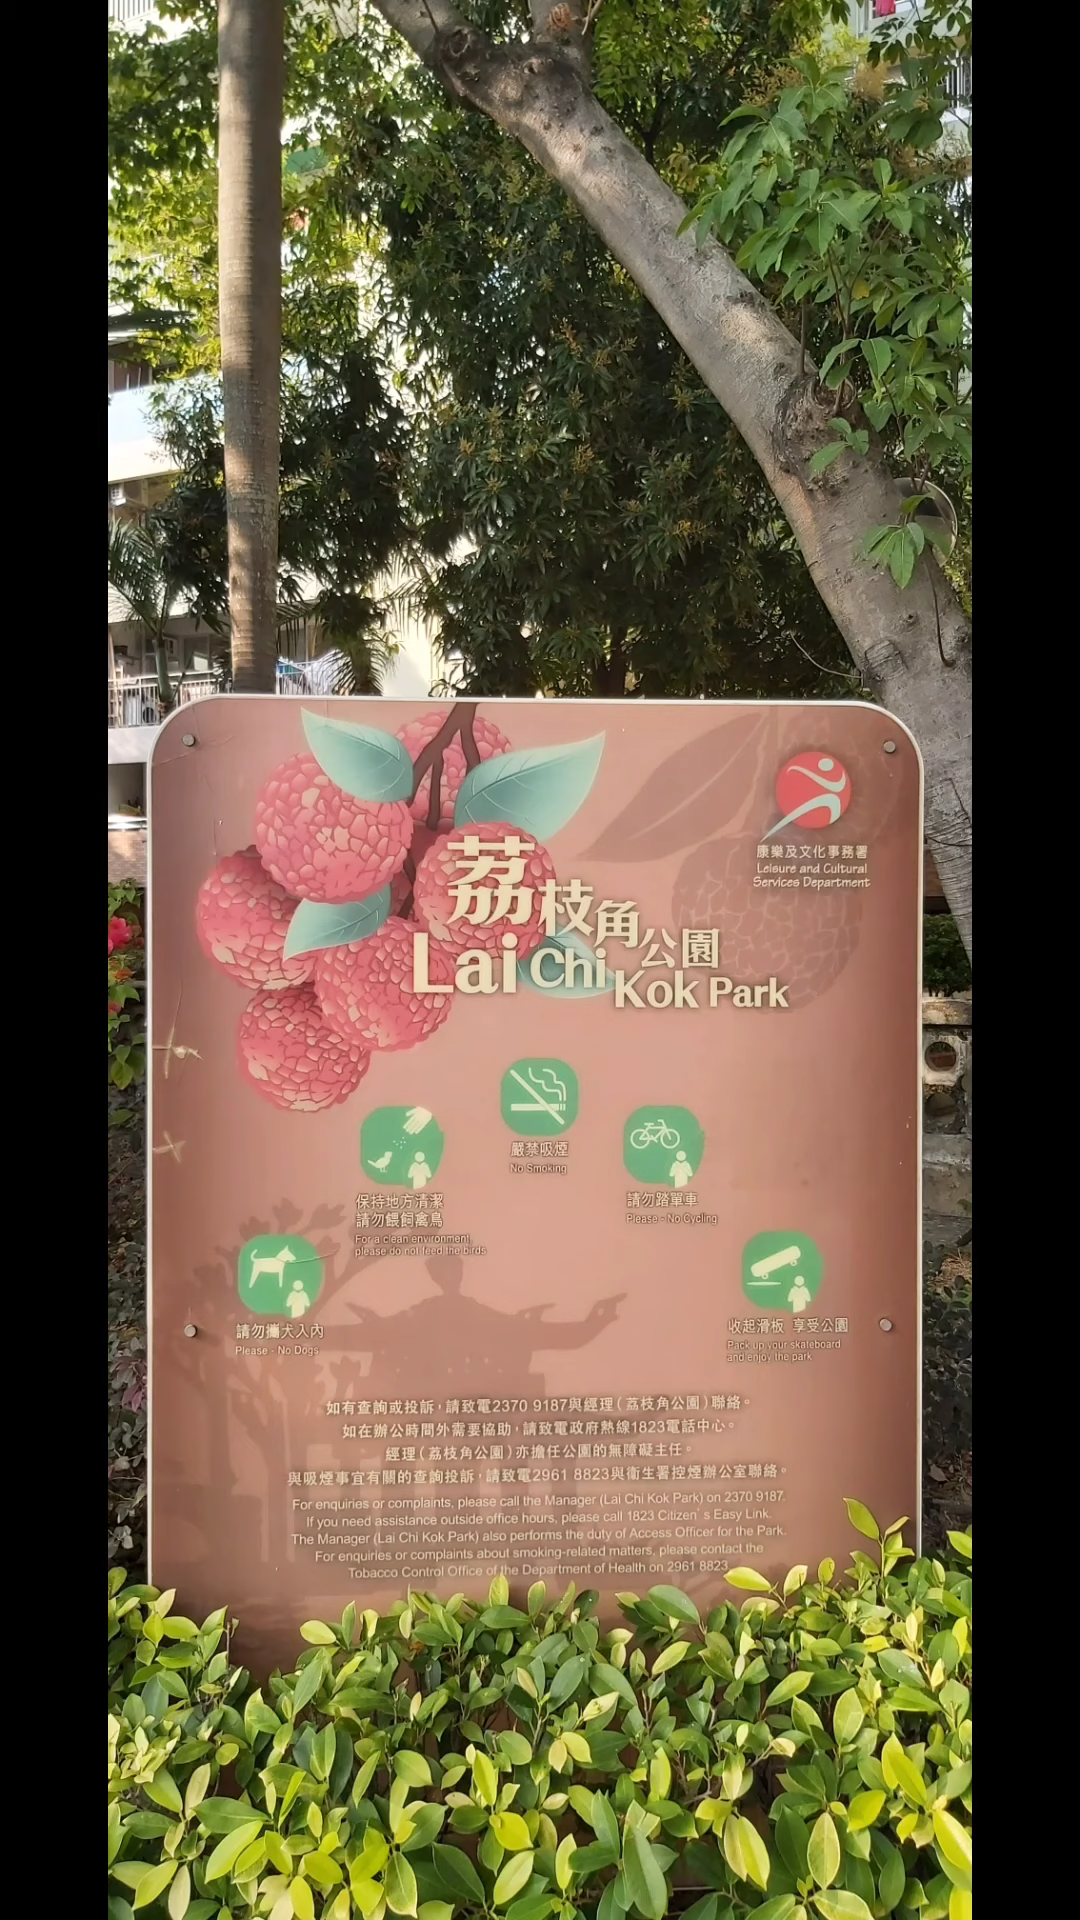 康樂及文化事務署
Leisure and Cultural
Services Department
荔枝角公園
Lai Chi Kok Park
嚴禁吸煙
No Smoking
保持地方清潔
請勿餵飼禽鳥
For a clean environment,
please do not feed the birds
請勿踏單車
Please - No Cycling
請勿攜犬入內
Please - No Dogs
收起滑板 享受公園
Pack up your skateboard
and enjoy the park
如有查詢或投訴，請致電2370 9187與經理（荔枝角公園）聯絡。
如在辦公時間外需要協助，請致電政府熱線1823電話中心。
經理（荔枝角公園）亦擔任公園的無障礙主任。
與吸煙事宜有關的查詢投訴，請致電2961 8823與衞生署控煙辦公室聯絡。
For enquiries or complaints, please call the Manager (Lai Chi Kok Park) on 2370 9187.
If you need assistance outside office hours, please call 1823 Citizen's Easy Link.
The Manager (Lai Chi Kok Park) also performs the duty of Access Officer for the Park.
For enquiries or complaints about smoking-related matters, please contact the
Tobacco Control Office of the Department of Health on 2961 8823.